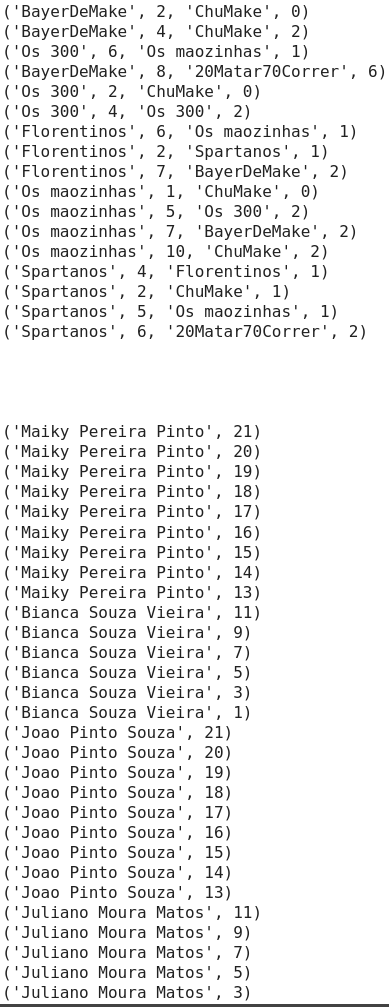 ('BayerDeMake', 2, 'ChuMake', 0)
('BayerDeMake', 4, 'ChuMake', 2)
('Os 300', 6, 'Os maozinhas', 1)
('BayerDeMake', 8, '20Matar70Correr', 6)
('Os 300', 2, 'ChuMake', 0)
('Os 300', 4, 'Os 300', 2)
('Florentinos', 6, 'Os maozinhas', 1)
('Florentinos', 2, 'Spartanos', 1)
('Florentinos', 7, 'BayerDeMake', 2)
('Os maozinhas', 1, 'ChuMake', 0)
('Os maozinhas', 5, 'Os 300', 2)
('Os maozinhas', 7, 'BayerDeMake', 2)
('Os maozinhas', 10, 'ChuMake', 2)
('Spartanos', 4, 'Florentinos', 1)
('Spartanos', 2, 'ChuMake', 1)
('Spartanos', 5, 'Os maozinhas', 1)
('Spartanos', 6, '20Matar70Correr', 2)
('Maiky Pereira Pinto', 21)
('Maiky Pereira Pinto', 20)
('Maiky Pereira Pinto', 19)
('Maiky Pereira Pinto', 18)
('Maiky Pereira Pinto', 17)
('Maiky Pereira Pinto', 16)
('Maiky Pereira Pinto', 15)
('Maiky Pereira Pinto', 14)
('Maiky Pereira Pinto', 13)
('Bianca Souza Vieira', 11)
('Bianca Souza Vieira', 9)
('Bianca Souza Vieira', 7)
('Bianca Souza Vieira', 5)
('Bianca Souza Vieira', 3)
('Bianca Souza Vieira', 1)
('Joao Pinto Souza', 21)
('Joao Pinto Souza', 20)
('Joao Pinto Souza', 19)
('Joao Pinto Souza', 18)
('Joao Pinto Souza', 17)
('Joao Pinto Souza', 16)
('Joao Pinto Souza', 15)
('Joao Pinto Souza', 14)
('Joao Pinto Souza', 13)
('Juliano Moura Matos', 11)
('Juliano Moura Matos', 9)
('Juliano Moura Matos', 7)
('Juliano Moura Matos', 5)
('Juliano Moura Matos', 3)